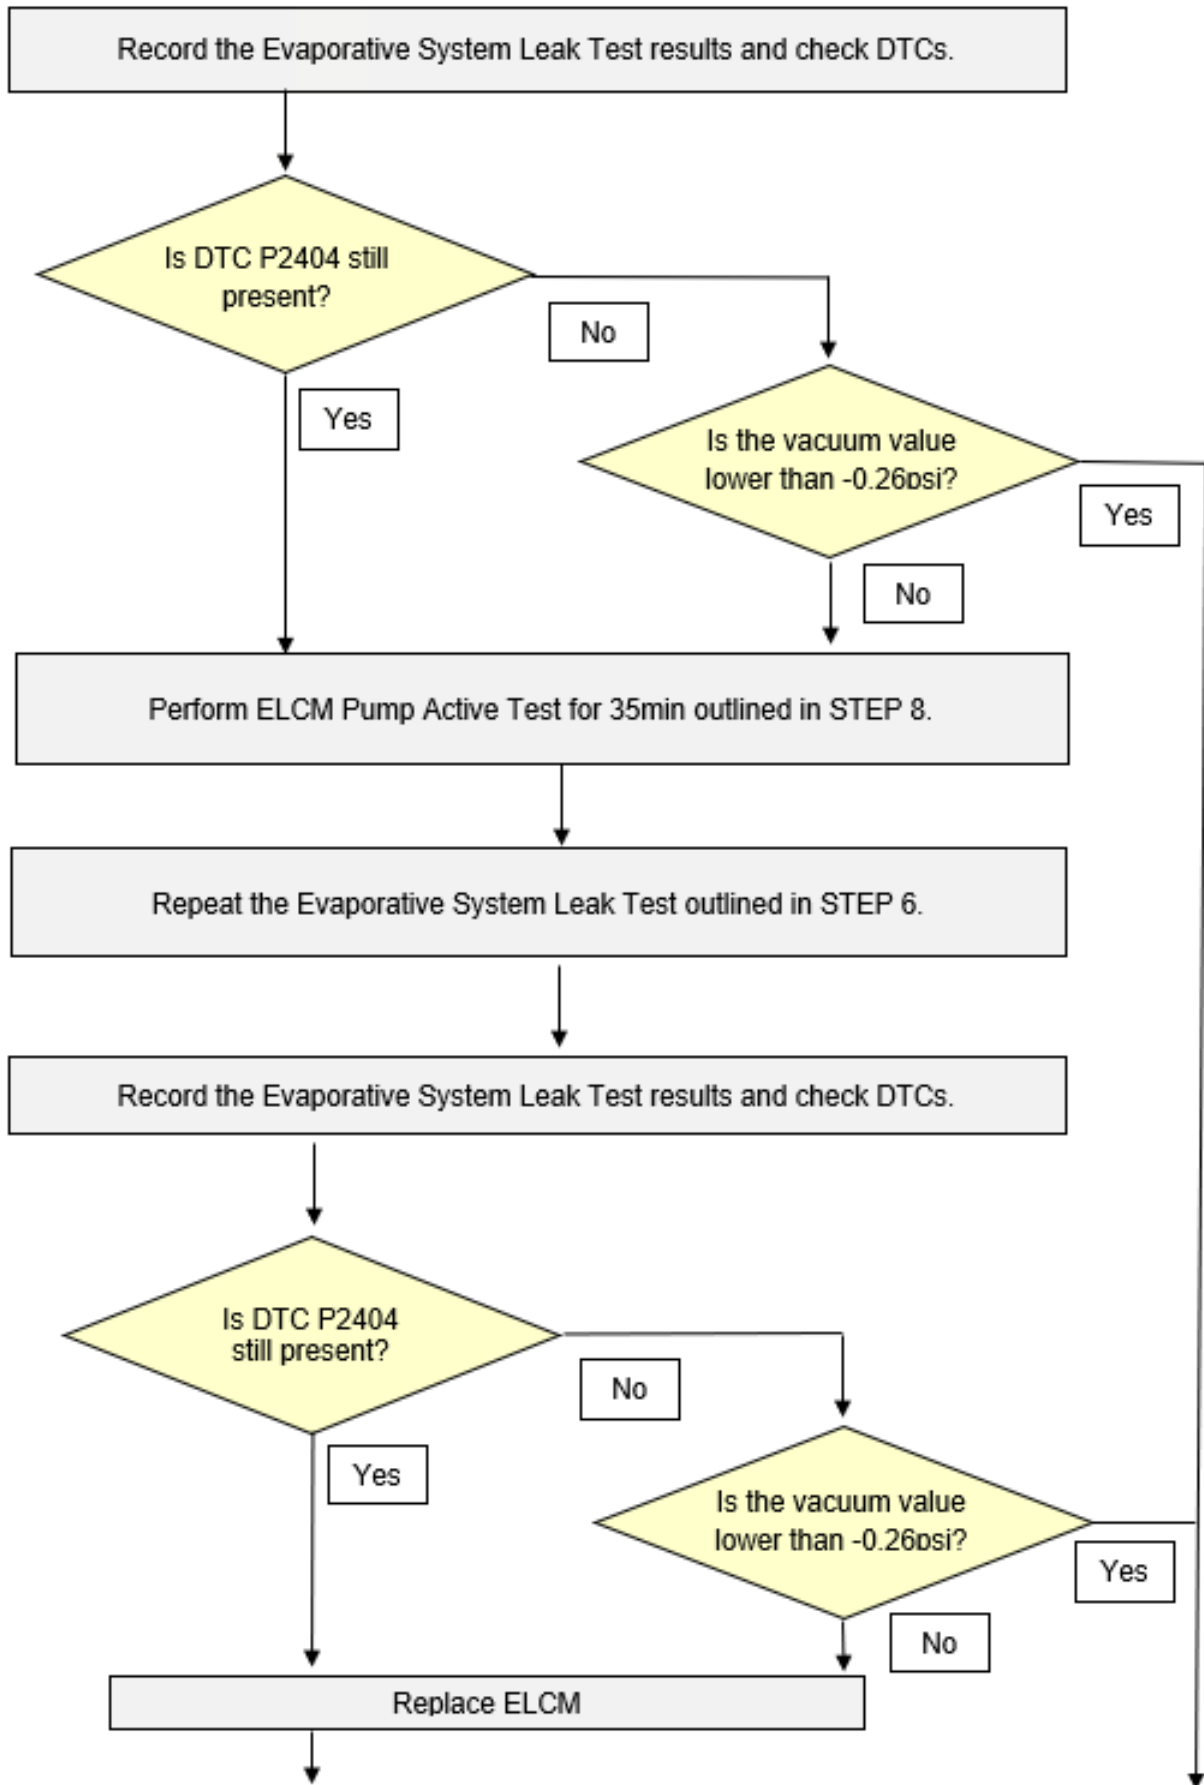 Record the Evaporative System Leak Test results and check DTCs.
Is DTC P2404 still
present?
No
Yes
Is the vacuum value
lower than -0.26psi?
Yes
No
Perform ELCM Pump Active Test for 35min outlined in STEP 8.
Repeat the Evaporative System Leak Test outlined in STEP 6.
Record the Evaporative System Leak Test results and check DTCs.
Is DTC P2404
still present?
No
Yes
Is the vacuum value
lower than -0.26psi?
Yes
No
Replace ELCM